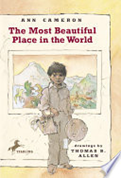 ANN CAMERON
The Most Beautiful
Place in the World
drawings by
THOMAS B.
ALLEN